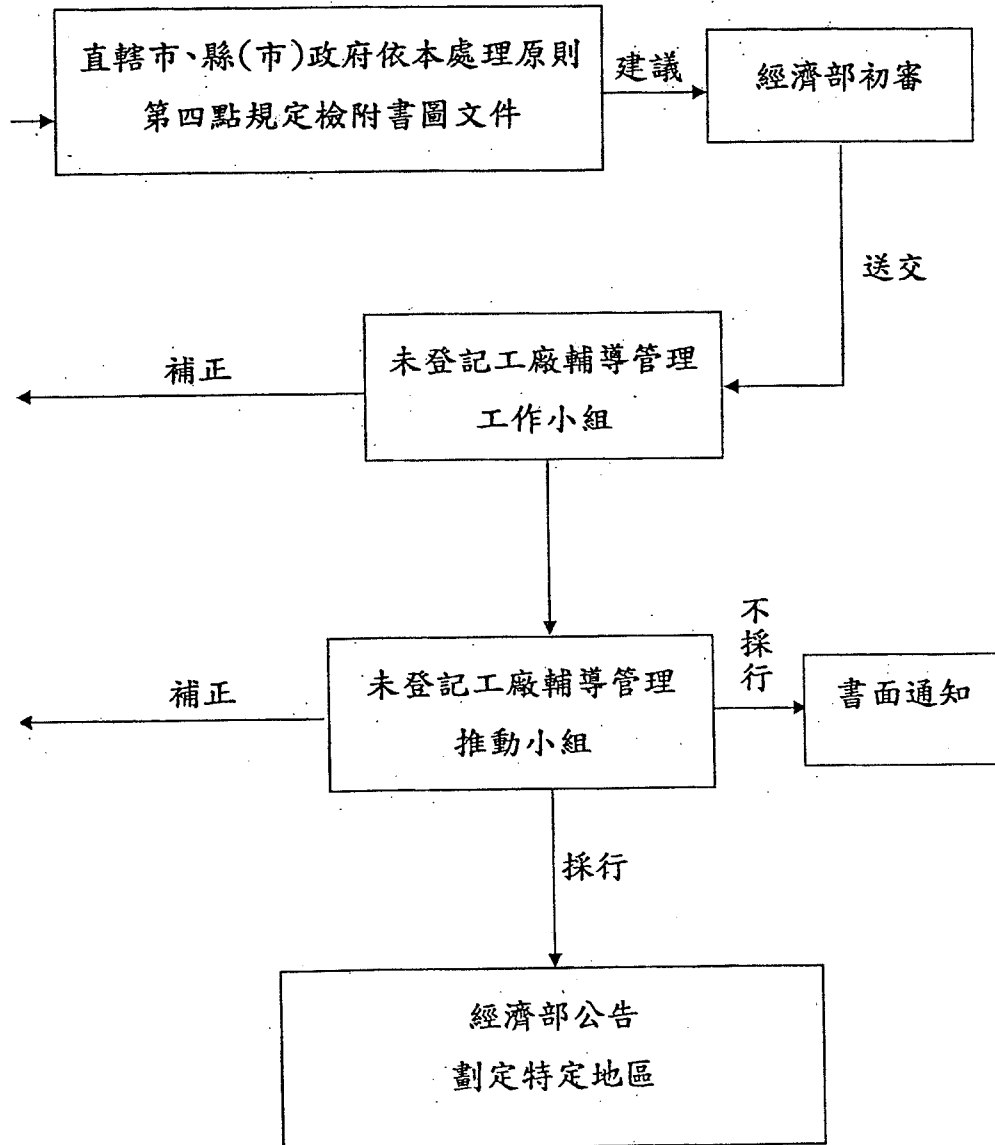 直轄市、縣(市)政府依本處理原則
第四點規定檢附書圖文件
建議
經濟部初審
送交
未登記工廠輔導管理
工作小組
補正
未登記工廠輔導管理
推動小組
補正
不採行
書面通知
採行
經濟部公告
劃定特定地區